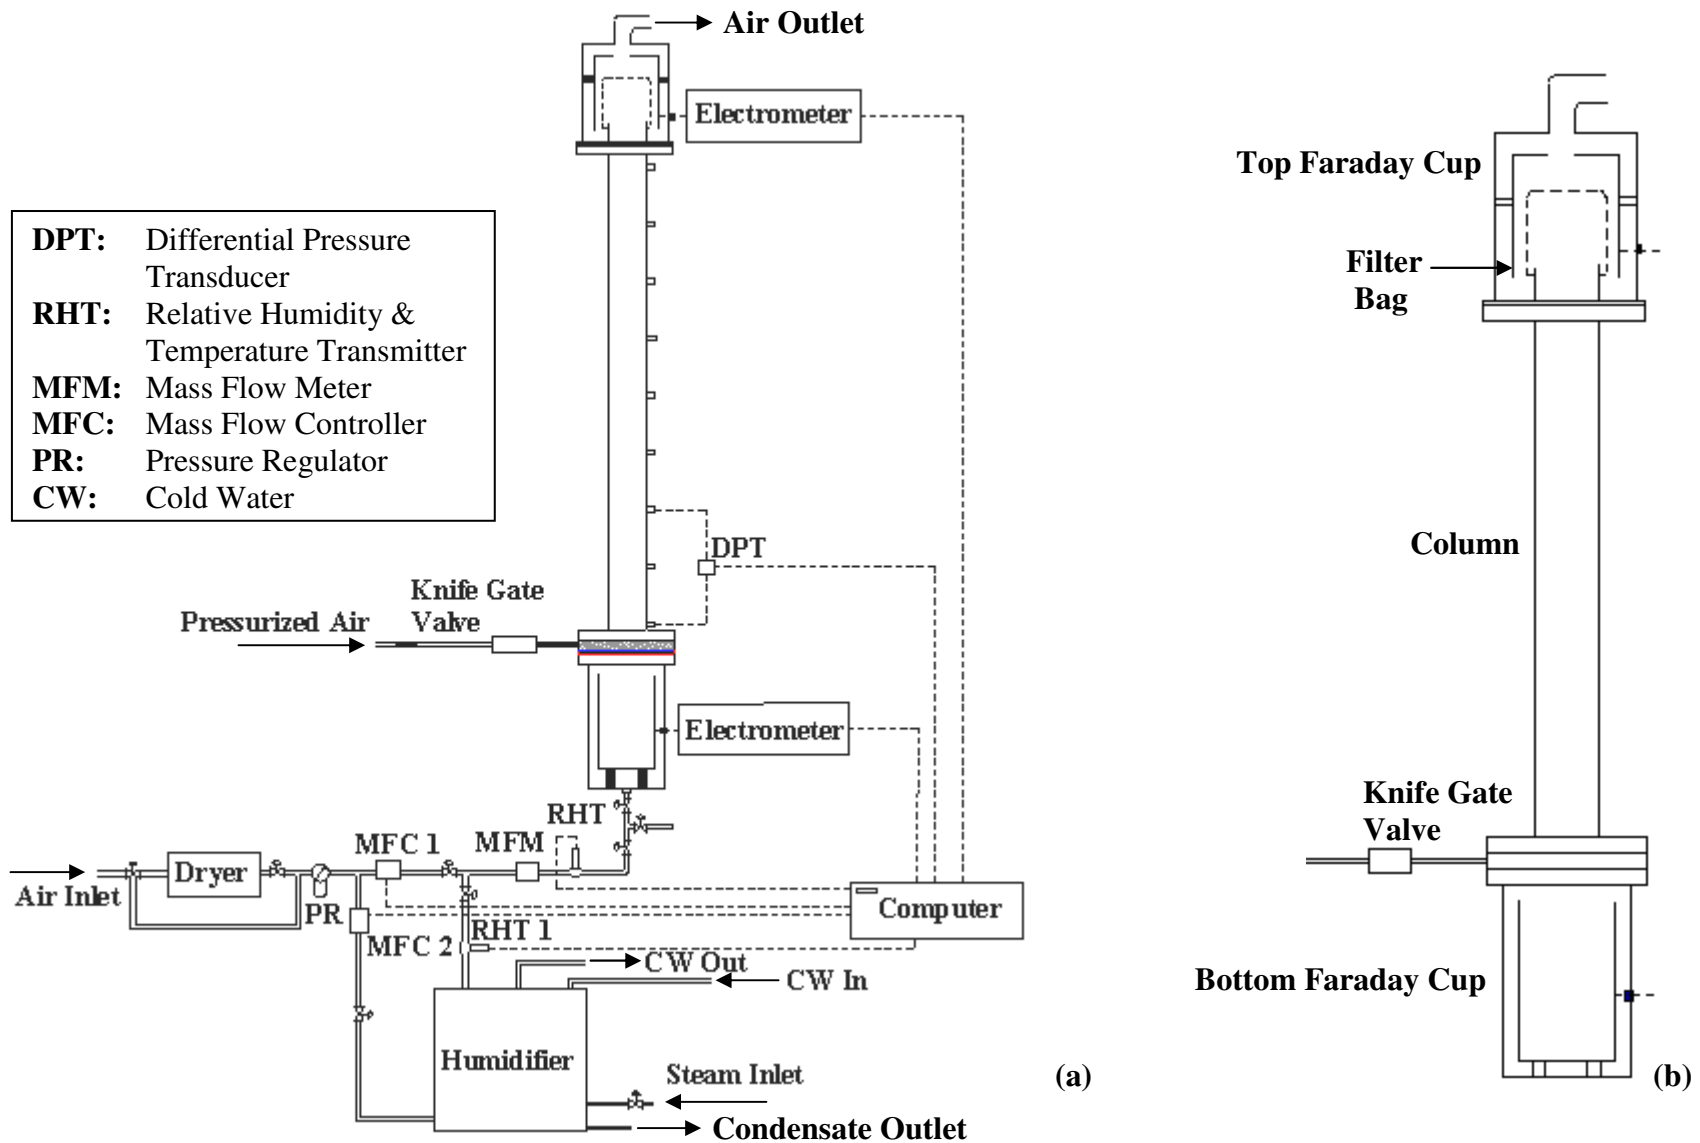 Air Outlet
Electrometer
DPT: Differential Pressure
Transducer
RHT: Relative Humidity &
Temperature Transmitter
MFM: Mass Flow Meter
MFC: Mass Flow Controller
PR: Pressure Regulator
CW: Cold Water
DPT
Knife Gate
Valve
Pressurized Air
Electrometer
RHT
MFC 1
MFM
Dryer
Air Inlet
PR
MFC 2
RHT 1
Computer
CW Out
CW In
Humidifier
Steam Inlet
Condensate Outlet
(a)
Top Faraday Cup
Filter
Bag
Column
Knife Gate
Valve
Bottom Faraday Cup
(b)